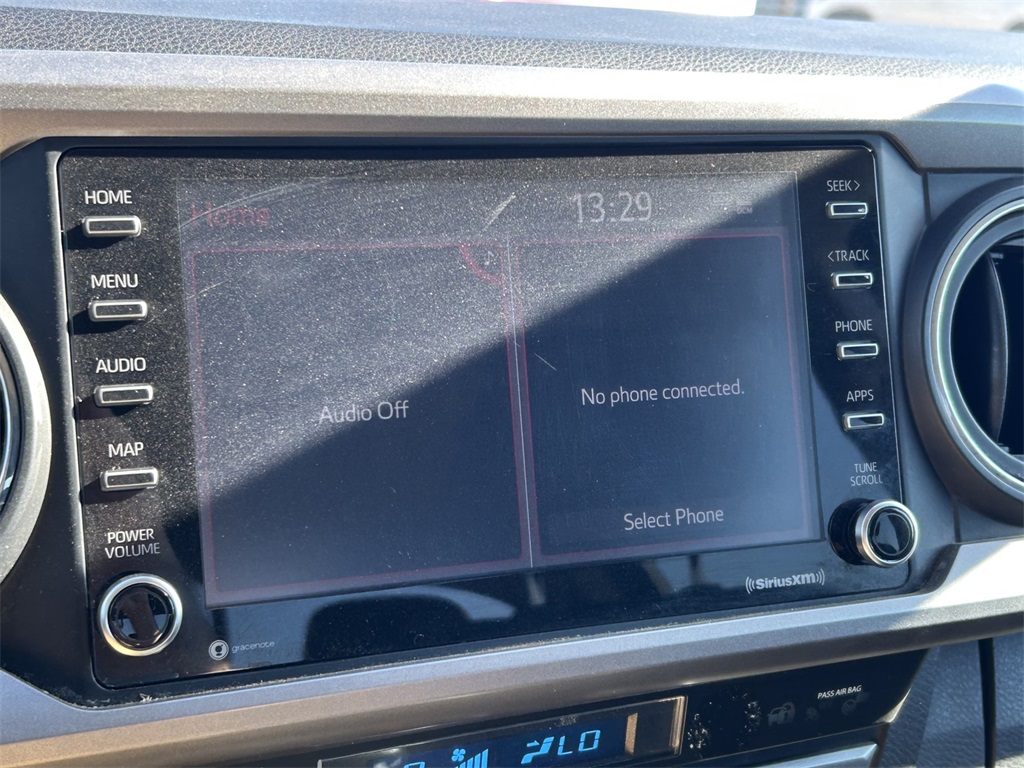 HOME
MENU
AUDIO
MAP
POWER
VOLUME
gracenote
Home
13:29
Audio Off
No phone connected.
Select Phone
SEEK>
<TRACK
PHONE
APPS
TUNE
SCROLL
((SiriusXM))
PASS AIR BAG
LO